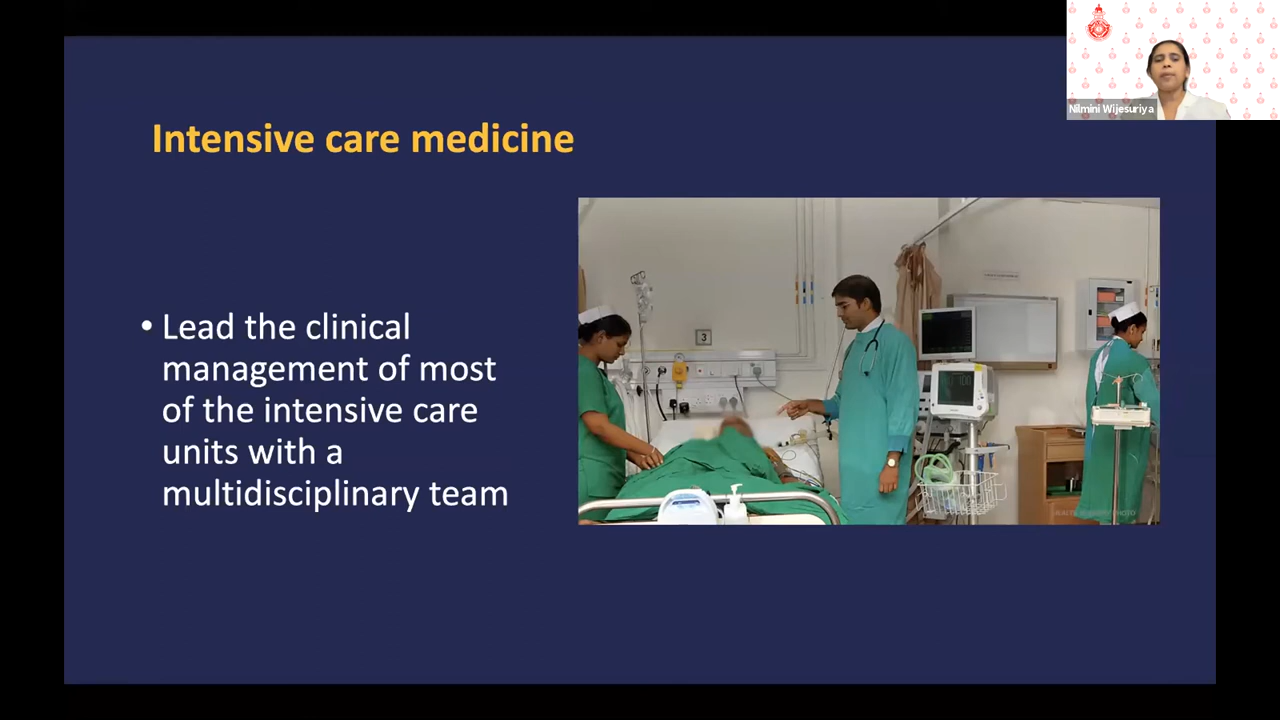 Nilmini Wijesuriya
Intensive care medicine
• Lead the clinical
management of most
of the intensive care
units with a
multidisciplinary team
3